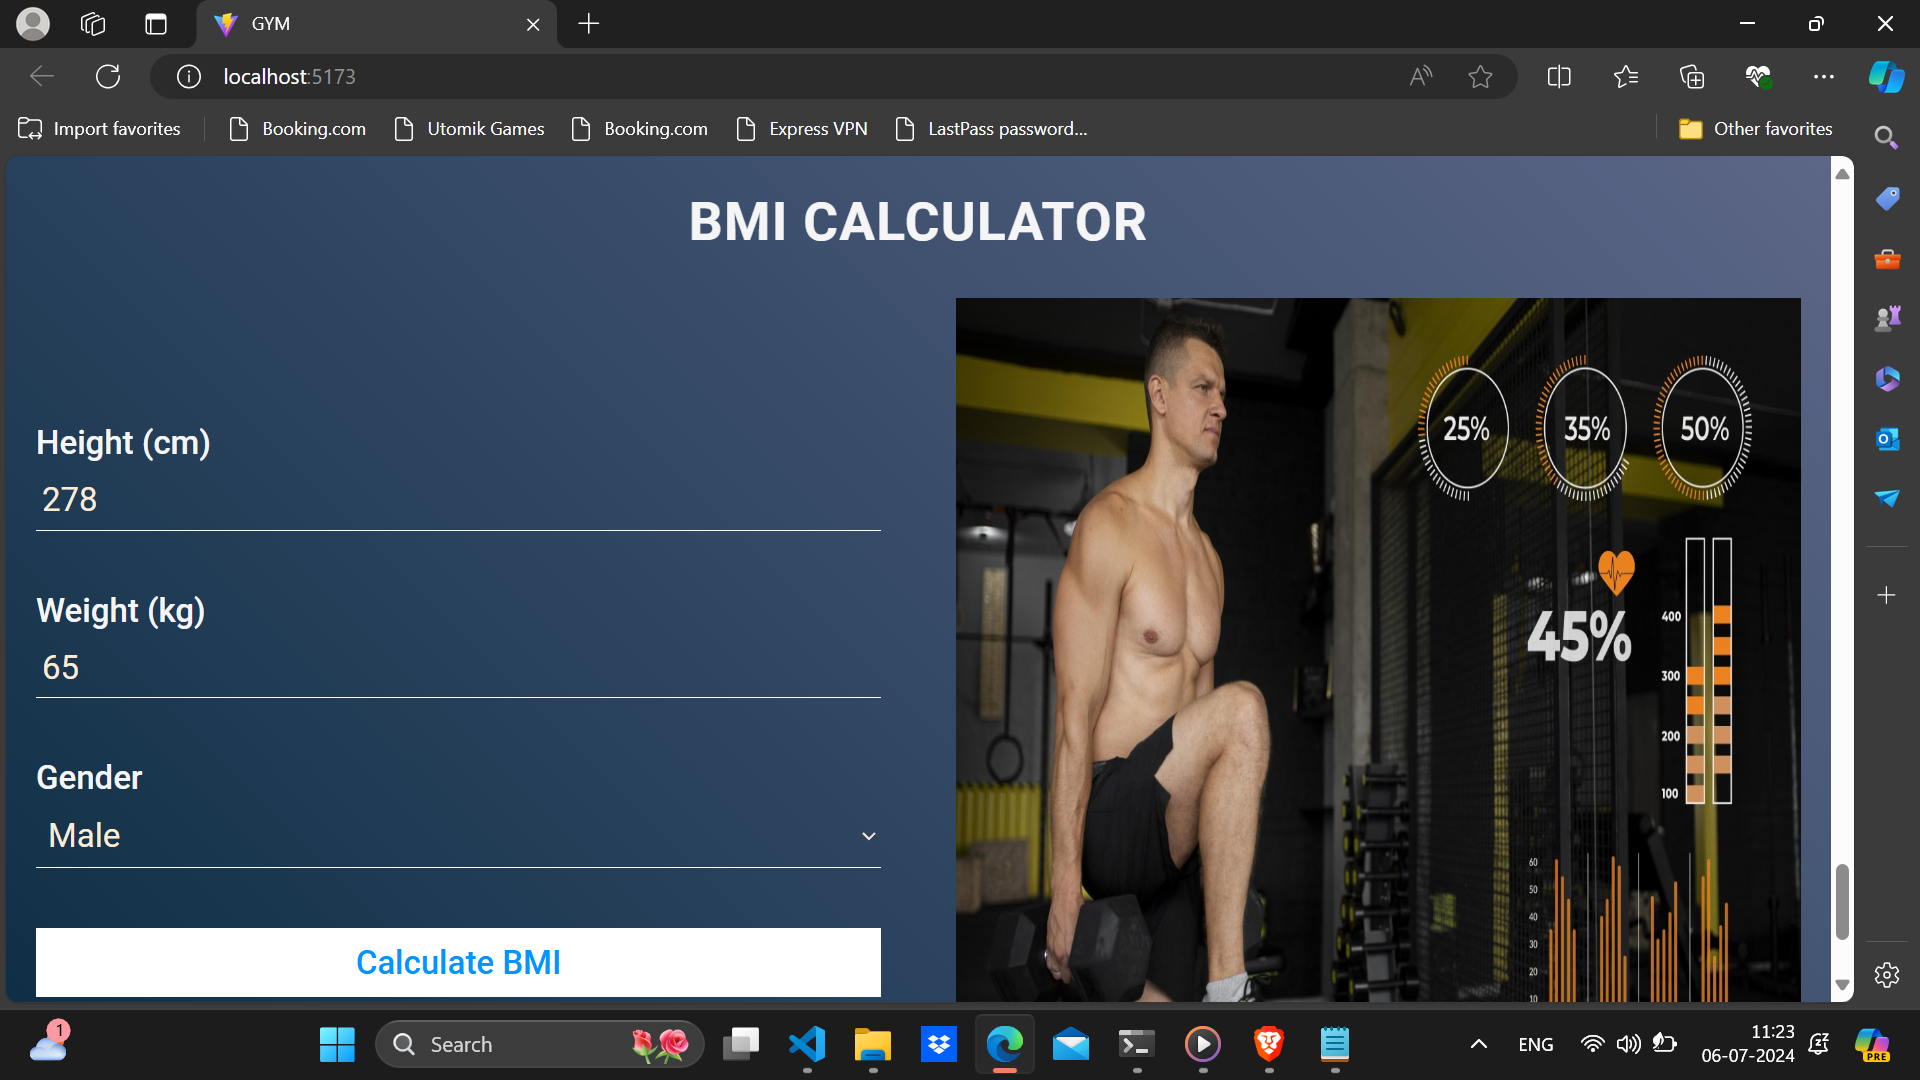 GYM
localhost:5173
Import favorites
Booking.com
Utomik Games
Booking.com
Express VPN
LastPass password...
Other favorites
BMI CALCULATOR
Height (cm)
278
Weight (kg)
65
Gender
Male
Calculate BMI
25%
35%
50%
45%
400
300
200
100
60
50
40
30
20
10
1
Search
ENG
11:23
06-07-2024
PRE